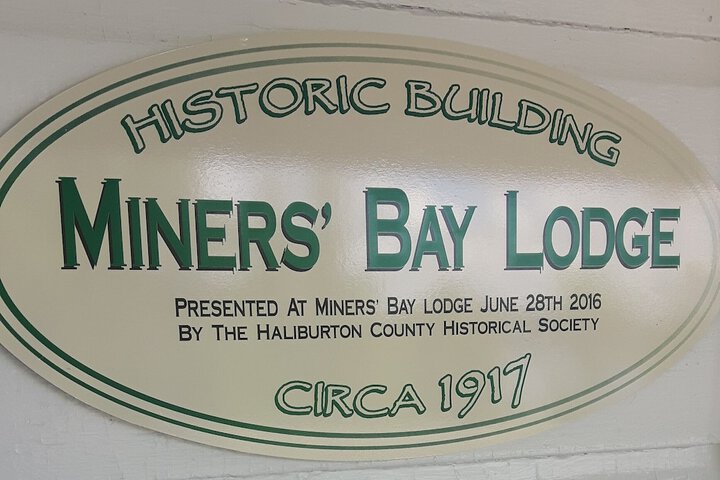 HISTORIC BUILDING
MINERS' BAY LODGE
PRESENTED AT MINERS' BAY LODGE JUNE 28TH 2016
BY THE HALIBURTON COUNTY HISTORICAL SOCIETY
CIRCA 1917